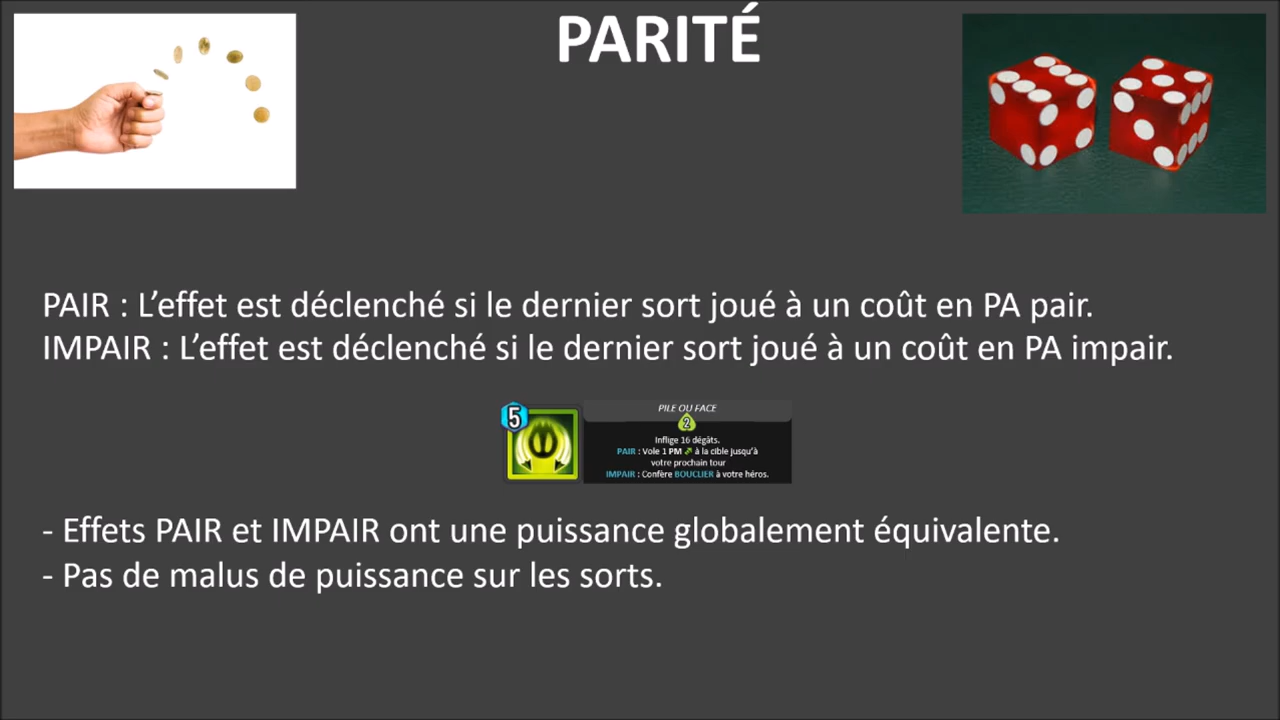 PARITÉ
PAIR : L’effet est déclenché si le dernier sort joué à un coût en PA pair.
IMPAIR : L’effet est déclenché si le dernier sort joué à un coût en PA impair.
5
PILE OU FACE
2
Inflige 16 dégâts.
PAIR : Vole 1 PM à la cible jusqu’à
votre prochain tour
IMPAIR : Confère BOUCLIER à votre héros.
- Effets PAIR et IMPAIR ont une puissance globalement équivalente.
- Pas de malus de puissance sur les sorts.